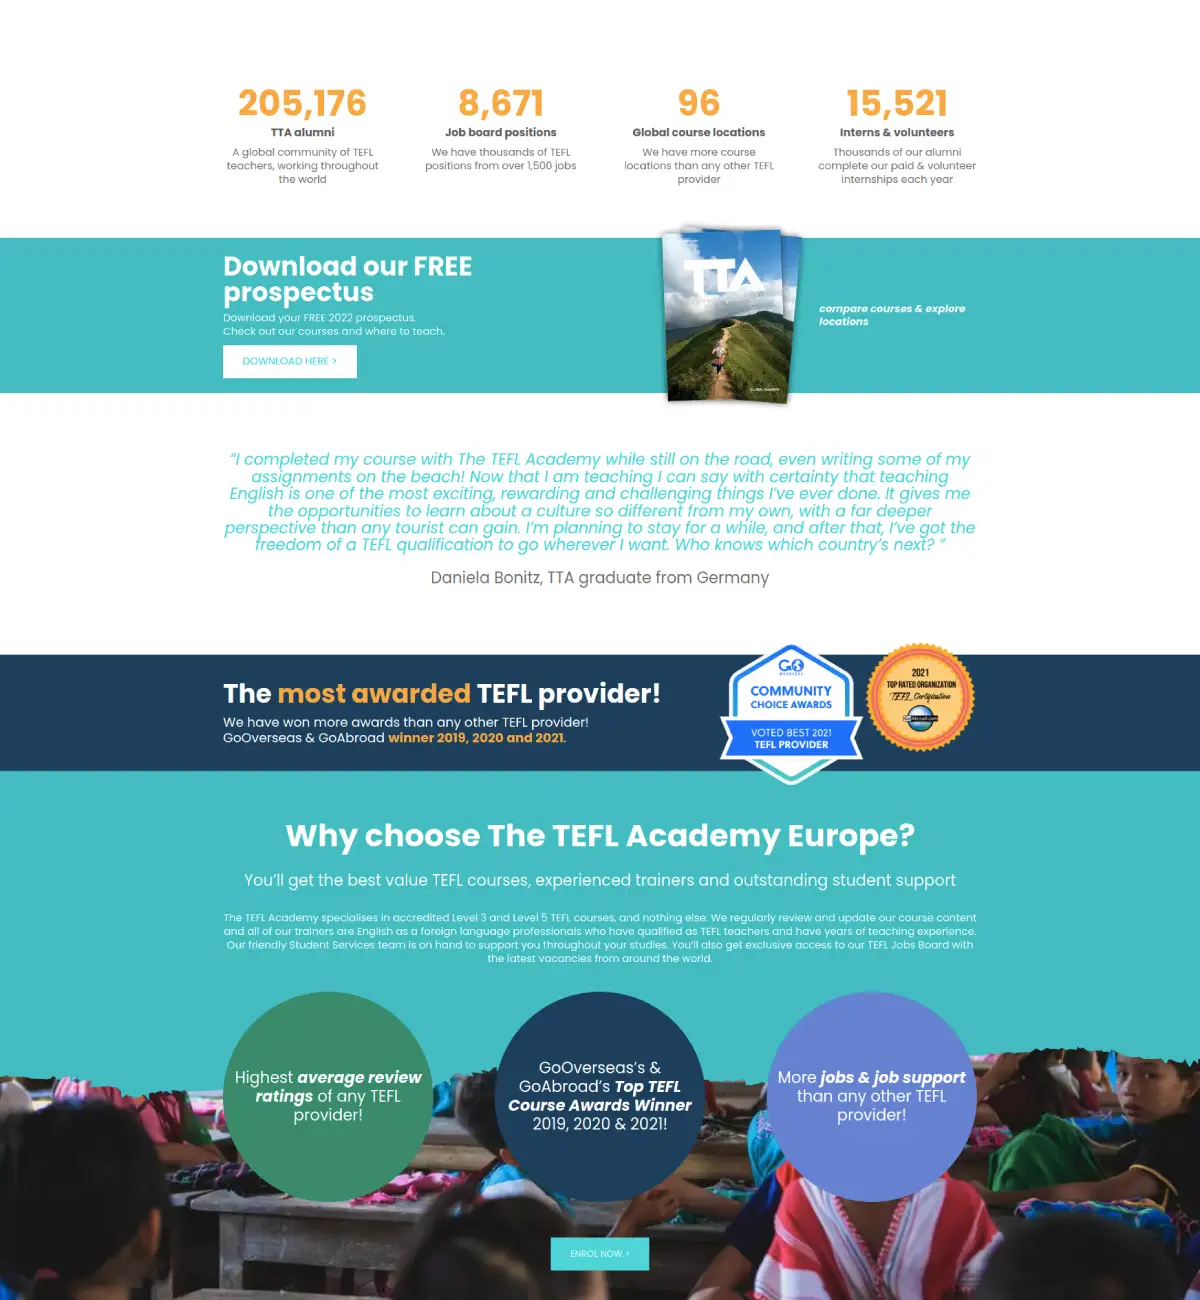 205,176
TTA alumni
A global community of TEFL
teachers, working throughout
the world
8,671
Job board positions
We have thousands of TEFL
positions from over 1,500 jobs
96
Global course locations
We have more course
locations than any other TEFL
provider
15,521
Interns & volunteers
Thousands of our alumni
complete our paid & volunteer
internships each year
Download our FREE
prospectus
Download your FREE 2022 prospectus.
Check out our courses and where to teach.
DOWNLOAD HERE >
TTA
compare courses & explore
locations
“I completed my course with The TEFL Academy while still on the road, even writing some of my
assignments on the beach! Now that I am teaching I can say with certainty that teaching
English is one of the most exciting, rewarding and challenging things I’ve ever done. It gives me
the opportunities to learn about a culture so different from my own, with a far deeper
perspective than any tourist can gain. I’m planning to stay for a while, and after that, I’ve got the
freedom of a TEFL qualification to go wherever I want. Who knows which country’s next? ”
Daniela Bonitz, TTA graduate from Germany
The most awarded TEFL provider!
We have won more awards than any other TEFL provider!
GoOverseas & GoAbroad winner 2019, 2020 and 2021.
GO
OVERSEAS
COMMUNITY
CHOICE AWARDS
VOTED BEST 2021
TEFL PROVIDER
2021
TOP RATED ORGANIZATION
TEFL Certification
GoAbroad.com
Why choose The TEFL Academy Europe?
You’ll get the best value TEFL courses, experienced trainers and outstanding student support
The TEFL Academy specialises in accredited Level 3 and Level 5 TEFL courses, and nothing else. We regularly review and update our course content
and all of our trainers are English as a foreign language professionals who have qualified as TEFL teachers and have years of teaching experience.
Our friendly Student Services team is on hand to support you throughout your studies. You’ll also get exclusive access to our TEFL Jobs Board with
the latest vacancies from around the world.
Highest average review
ratings of any TEFL
provider!
GoOverseas’s &
GoAbroad’s Top TEFL
Course Awards Winner
2019, 2020 & 2021!
More jobs & job support
than any other TEFL
provider!
ENROL NOW >